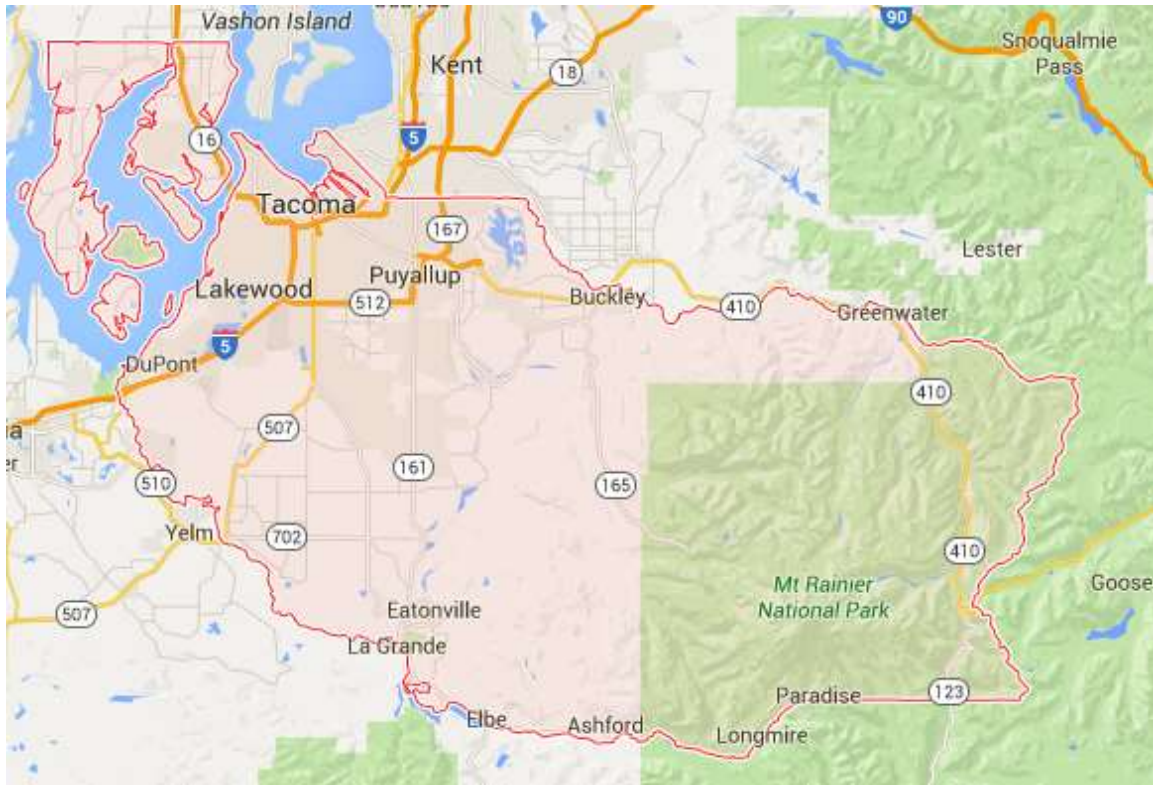 Vashon Island
90
Snoqualmie
Pass
Kent
18
5
16
Tacoma
167
Lester
Puyallup
Lakewood
512
Buckley
410
Greenwater
5
DuPont
410
507
161
165
510
Yelm
702
410
Mt Rainier
National Park
Goose
507
Eatonville
La Grande
Paradise
123
Elbe
Ashford
Longmire